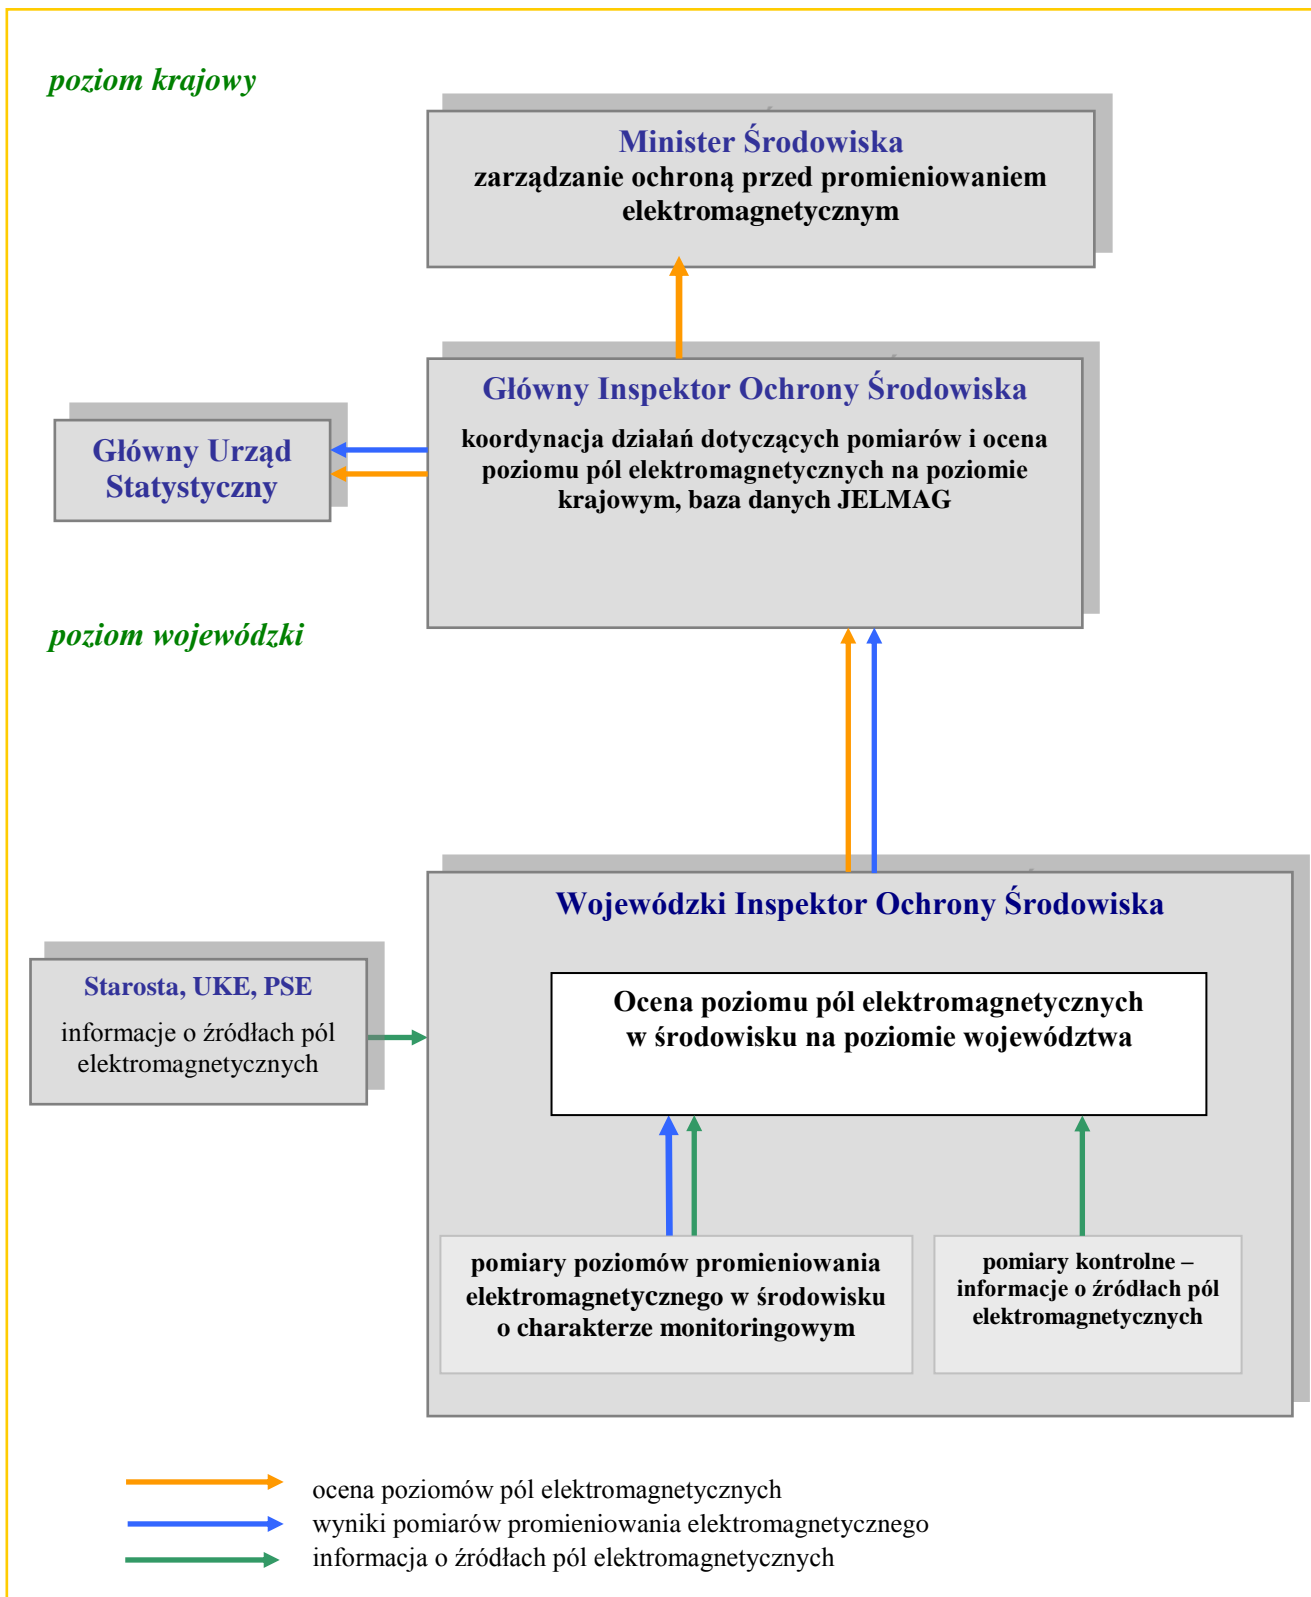 poziom krajowy
Minister Środowiska
zarządzanie ochroną przed promieniowaniem
elektromagnetycznym
Główny Inspektor Ochrony Środowiska
koordynacja działań dotyczących pomiarów i ocena
poziomu pól elektromagnetycznych na poziomie
krajowym, baza danych JELMAG
Główny Urząd
Statystyczny
poziom wojewódzki
Wojewódzki Inspektor Ochrony Środowiska
Starosta, UKE, PSE
informacje o źródłach pól
elektromagnetycznych
Ocena poziomu pól elektromagnetycznych
w środowisku na poziomie województwa
pomiary poziomów promieniowania
elektromagnetycznego w środowisku
o charakterze monitoringowym
pomiary kontrolne –
informacje o źródłach pól
elektromagnetycznych
ocena poziomów pól elektromagnetycznych
wyniki pomiarów promieniowania elektromagnetycznego
informacja o źródłach pól elektromagnetycznych